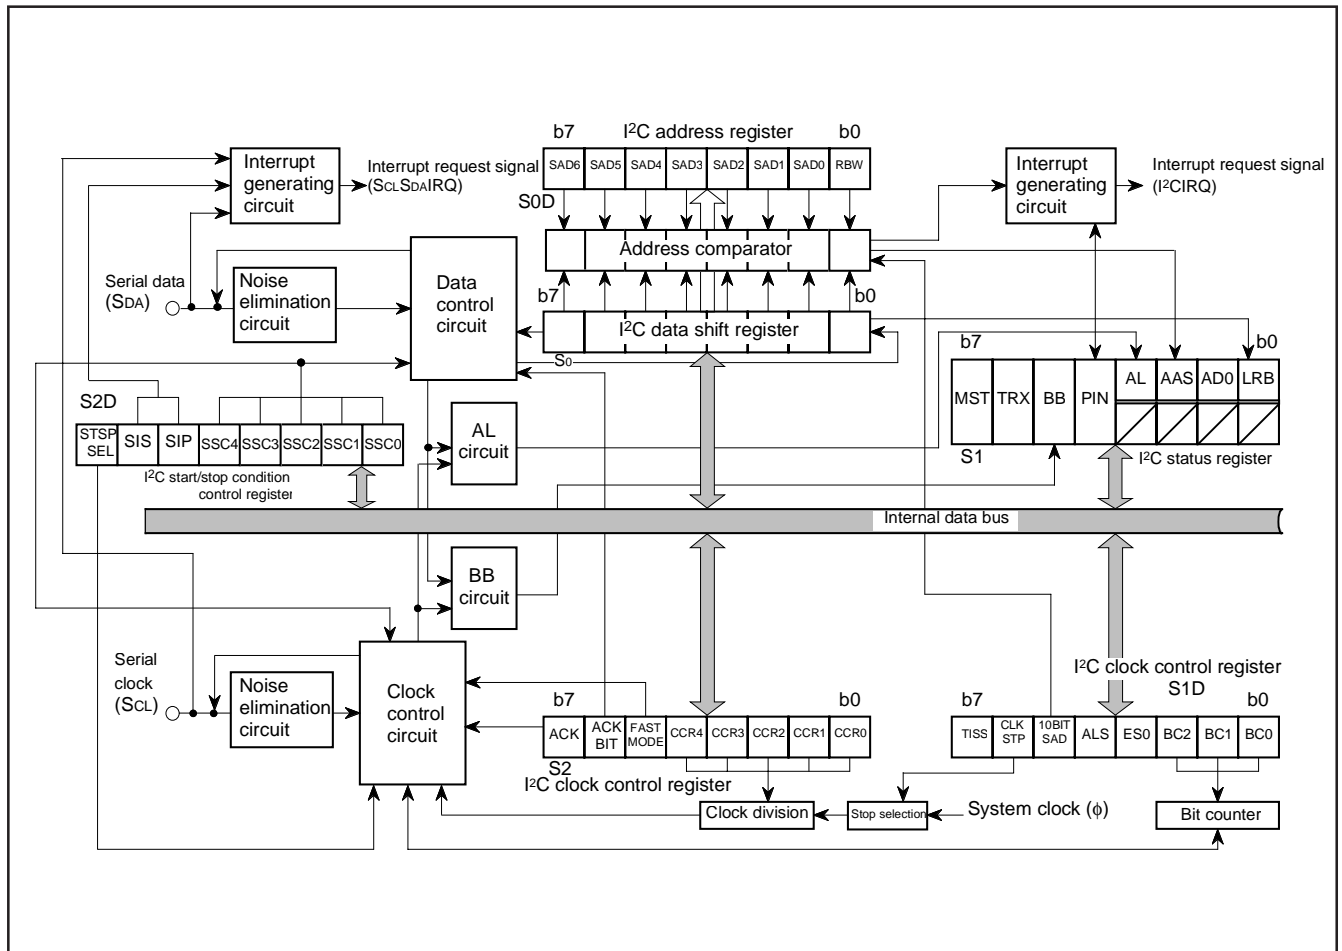 b7 I²C address register b0
SAD6 SAD5 SAD4 SAD3 SAD2 SAD1 SAD0 RBW
S0D
Interrupt
generating
circuit
Interrupt request signal
(SCLSDAIRQ)
Interrupt
generating
circuit
Interrupt request signal
(I²CIRQ)
Address comparator
Serial data
(SDA)
Noise
elimination
circuit
Data
control
circuit
b7 b0
I²C data shift register
S0
b7 b0
MST TRX BB PIN AL AAS AD0 LRB
S1
I²C status register
S2D
STSP
SEL
SIS SIP SSC4 SSC3 SSC2 SSC1 SSC0
I²C start/stop condition
control register
AL
circuit
Internal data bus
BB
circuit
Serial
clock
(SCL)
Noise
elimination
circuit
Clock
control
circuit
b7 b0
ACK
ACK
BIT
FAST
MODE
CCR4 CCR3 CCR2 CCR1 CCR0
S2
I²C clock control register
I²C clock control register
S1D
b7 b0
TISS
CLK
STP
10BIT
SAD
ALS ES0 BC2 BC1 BC0
Clock division
Stop selection
System clock (ϕ)
Bit counter